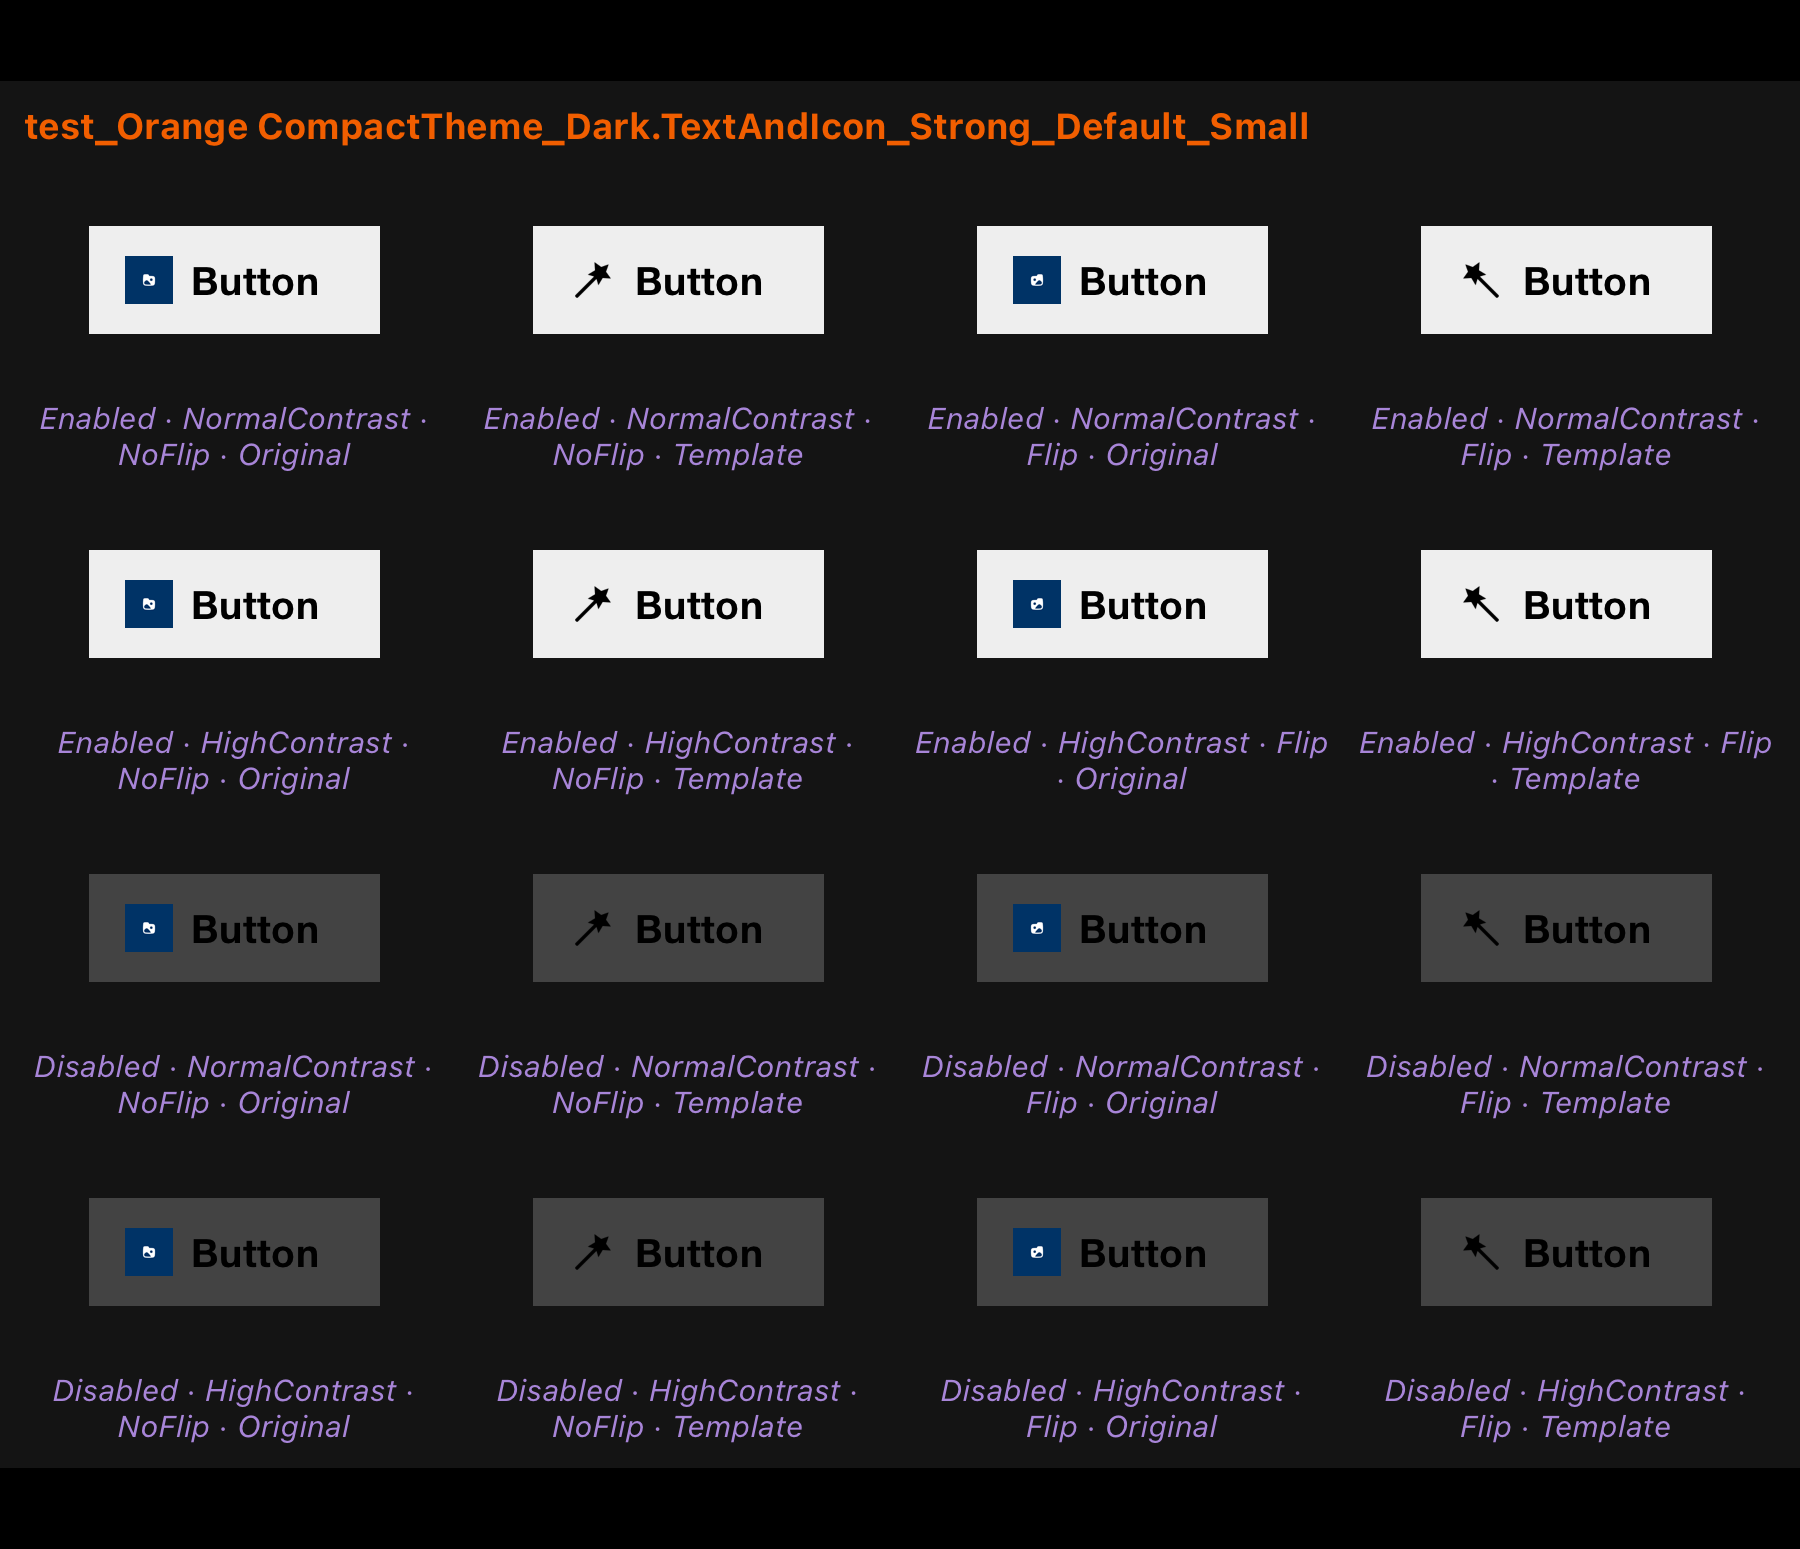 test_Orange CompactTheme_Dark.TextAndIcon_Strong_Default_Small
Button Button Button Button
Enabled · NormalContrast · Enabled · NormalContrast · Enabled · NormalContrast · Enabled · NormalContrast ·
NoFlip · Original NoFlip · Template Flip · Original Flip · Template
Button Button Button Button
Enabled · HighContrast · Enabled · HighContrast · Enabled · HighContrast · Flip Enabled · HighContrast · Flip
NoFlip · Original NoFlip · Template · Original · Template
Button Button Button Button
Disabled · NormalContrast · Disabled · NormalContrast · Disabled · NormalContrast · Disabled · NormalContrast ·
NoFlip · Original NoFlip · Template Flip · Original Flip · Template
Button Button Button Button
Disabled · HighContrast · Disabled · HighContrast · Disabled · HighContrast · Disabled · HighContrast ·
NoFlip · Original NoFlip · Template Flip · Original Flip · Template